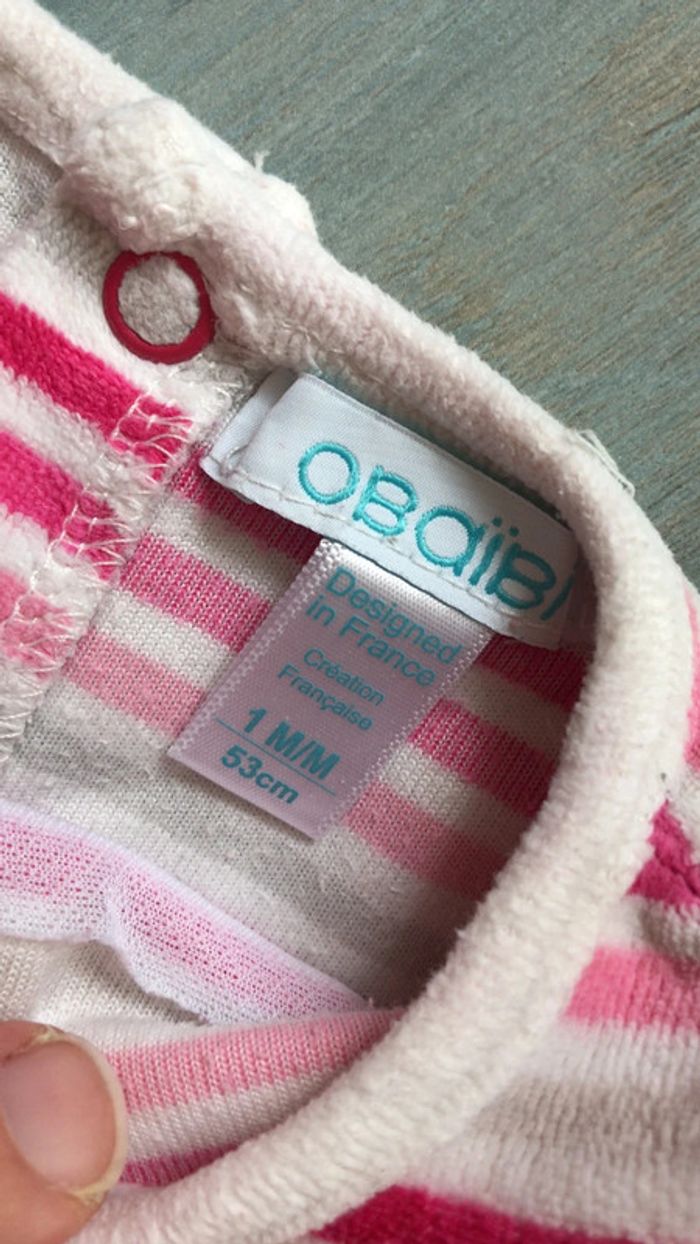 OBAÏBI
Designed
in France
Création
Française
1 M/M
53cm